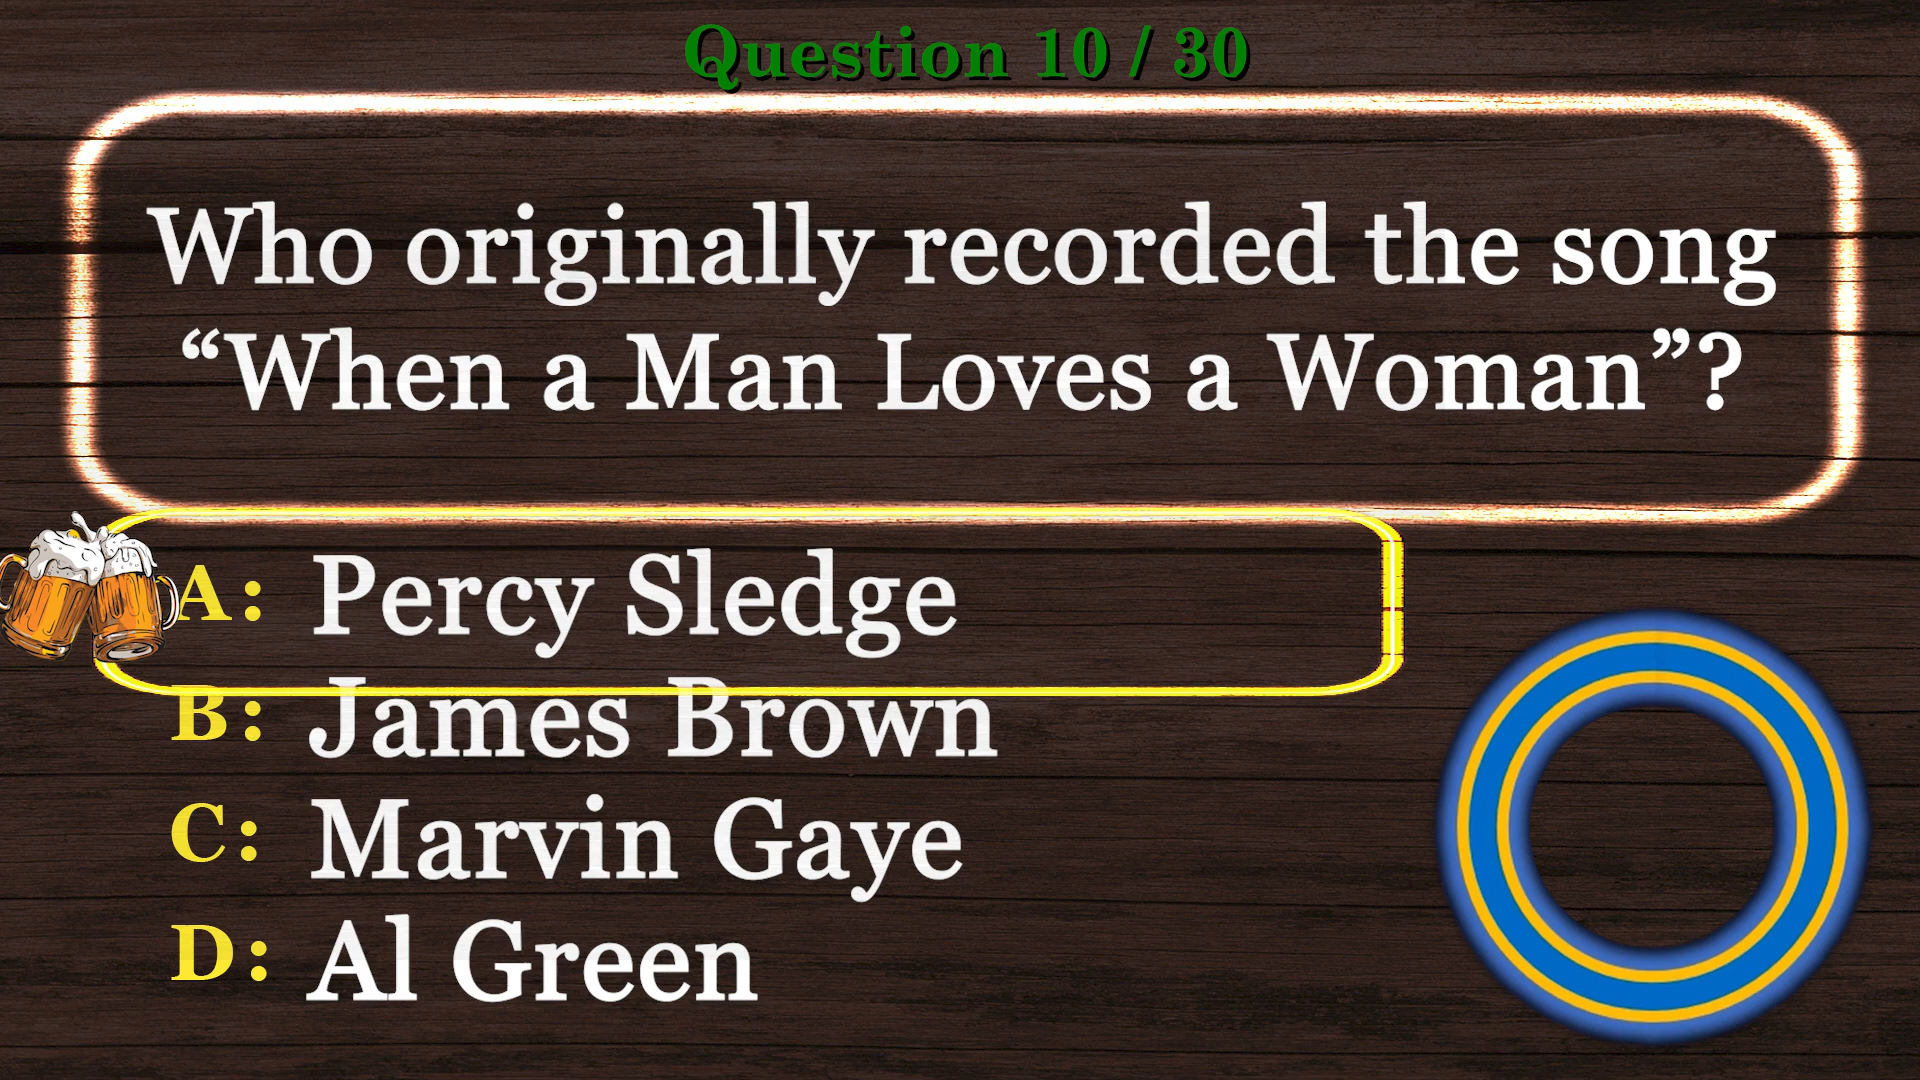 Question 10 / 30
Who originally recorded the song
“When a Man Loves a Woman”?
A: Percy Sledge
B: James Brown
C: Marvin Gaye
D: Al Green